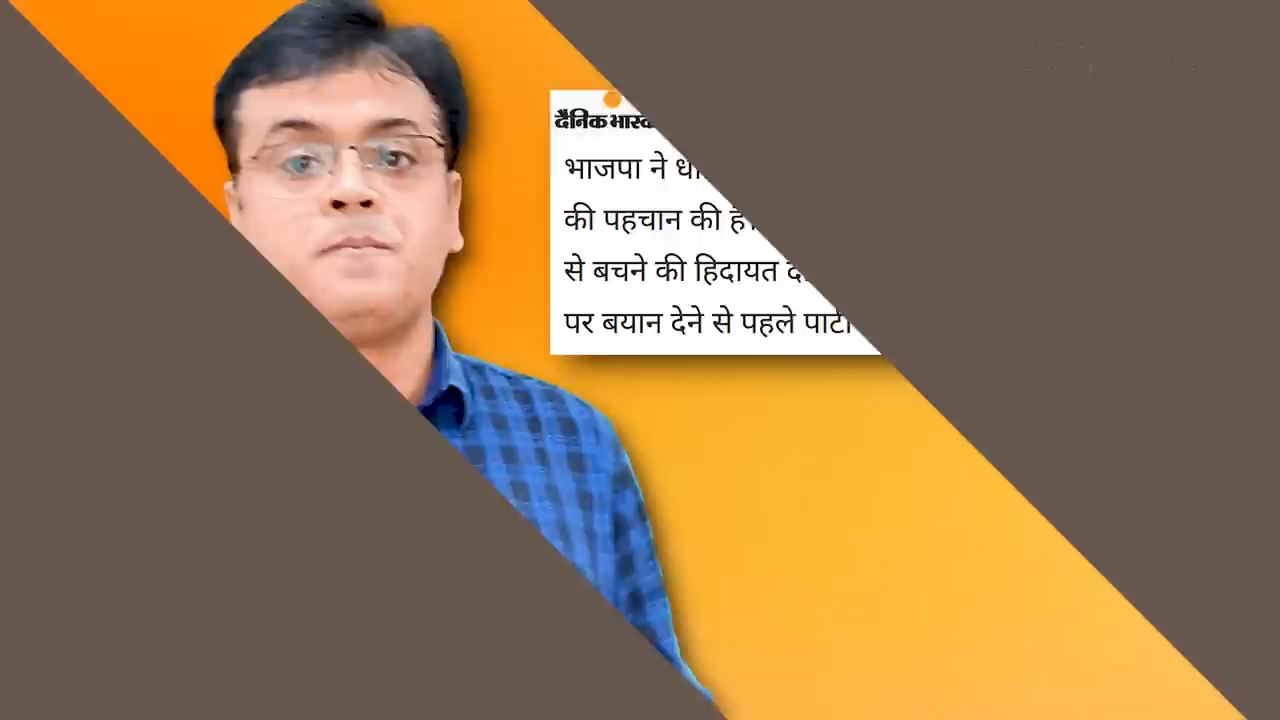 दैनिक
भाजपा ने
की पहचान की
से बचने की हिदायत
पर बयान देने से पहले